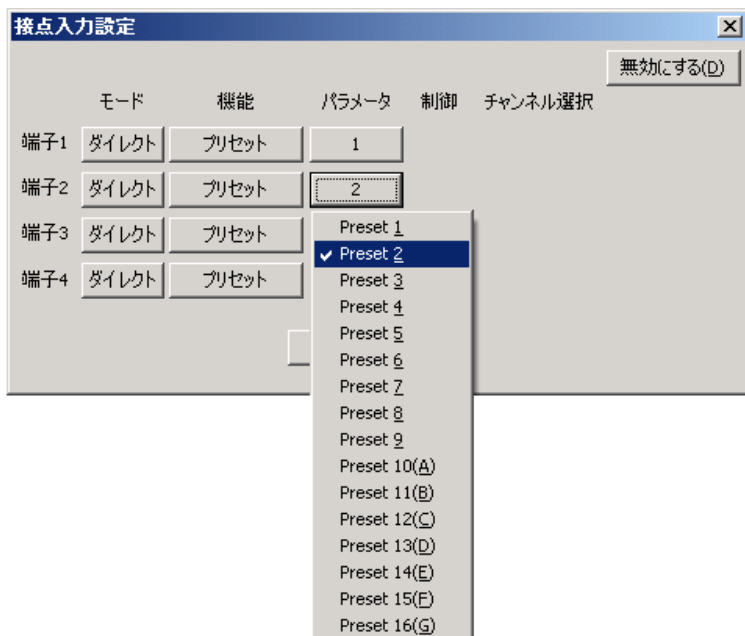 接点入力設定
無効にする(D)
モード 機能 パラメータ 制御 チャンネル選択
端子1 ダイレクト プリセット 1
端子2 ダイレクト プリセット 2
端子3 ダイレクト プリセット
端子4 ダイレクト プリセット
Preset 1
Preset 2
Preset 3
Preset 4
Preset 5
Preset 6
Preset 7
Preset 8
Preset 9
Preset 10(A)
Preset 11(B)
Preset 12(C)
Preset 13(D)
Preset 14(E)
Preset 15(F)
Preset 16(G)